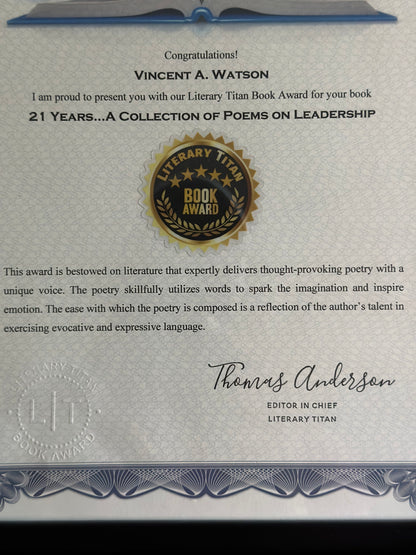 Congratulations!
VINCENT A. WATSON
I am proud to present you with our Literary Titan Book Award for your book
21 YEARS...A COLLECTION OF POEMS ON LEADERSHIP
LITERARY TITAN
BOOK
AWARD
This award is bestowed on literature that expertly delivers thought-provoking poetry with a
unique voice. The poetry skillfully utilizes words to spark the imagination and inspire
emotion. The ease with which the poetry is composed is a reflection of the author's talent in
exercising evocative and expressive language.
Thomas Anderson
EDITOR IN CHIEF
LITERARY TITAN
LITERARY TITAN
L|T
BOOK AWARD